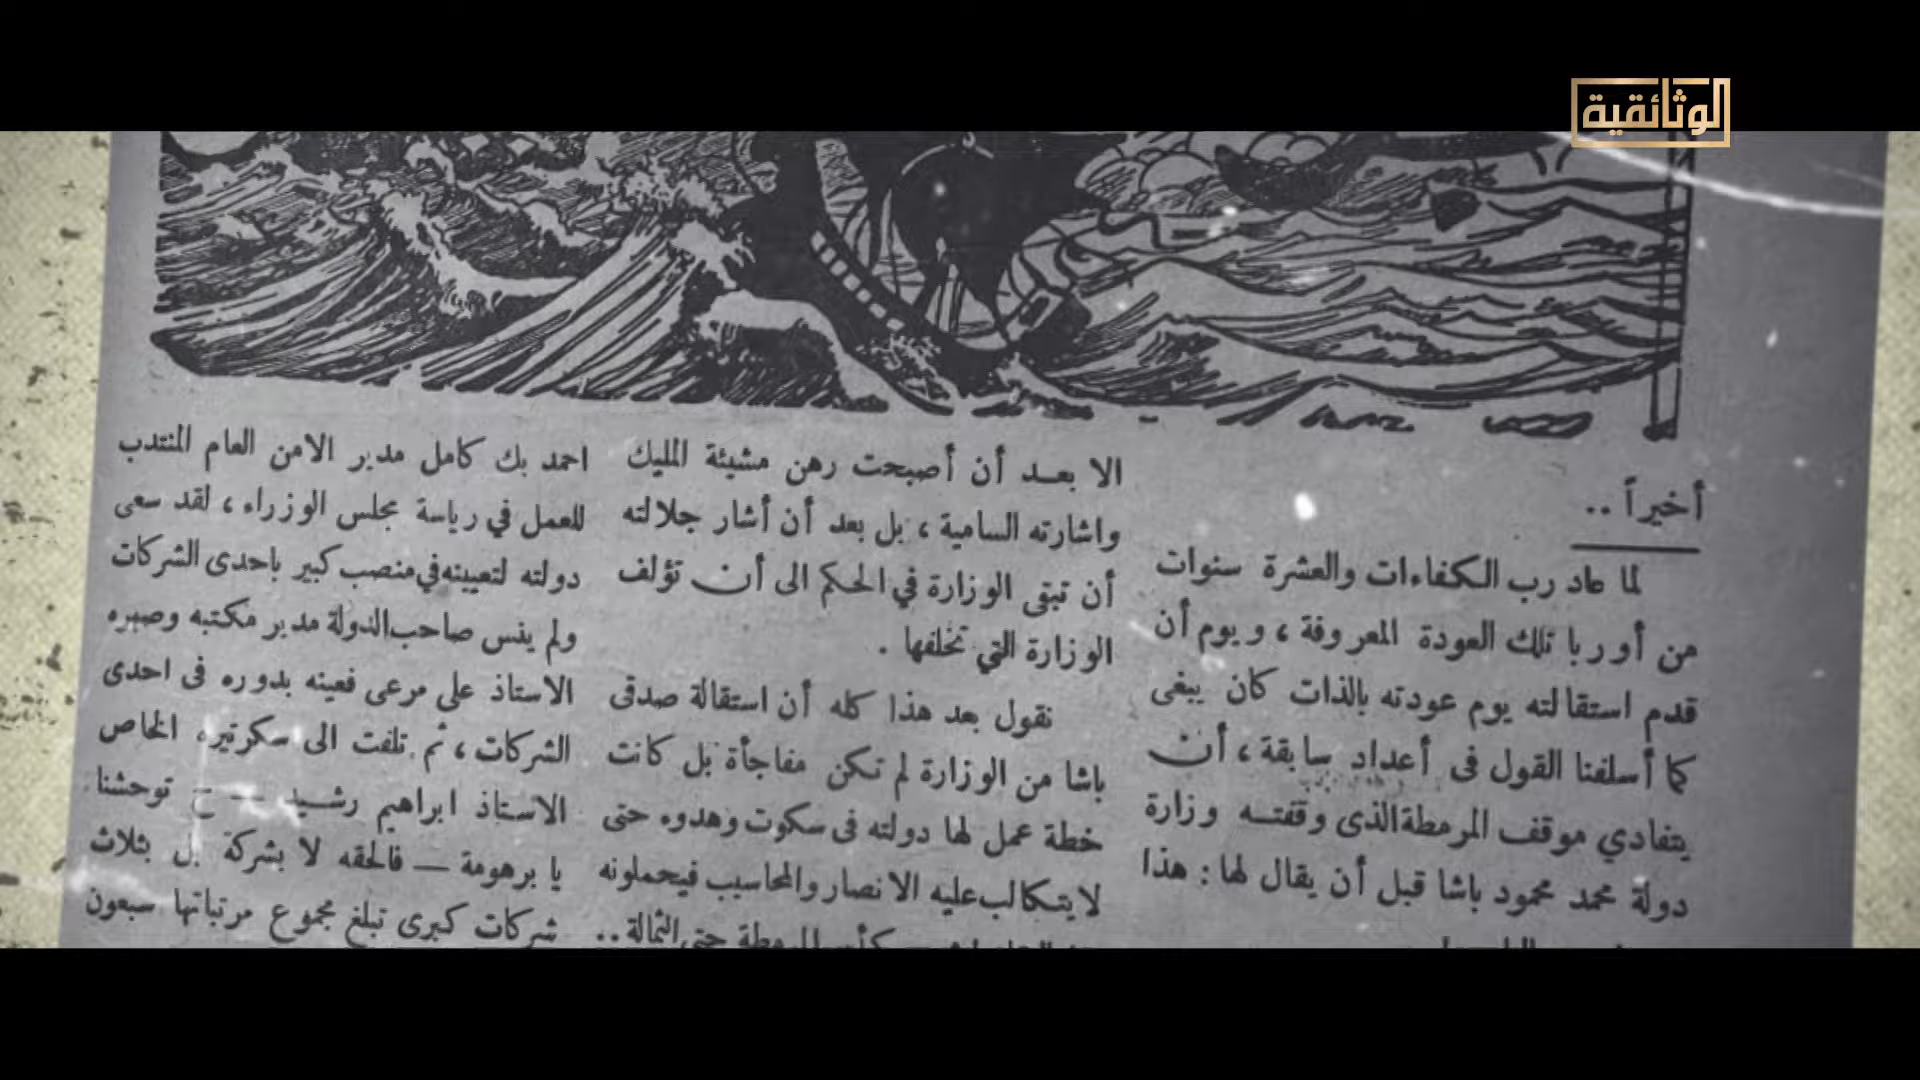 الوثائقية
أخيراً ..
لما عاد رب الكفاءات والعشرة سنوات
من أوربا تلك العودة المعروفة ، ويوم أن
قدم استقالته يوم عودته بالذات كان يبغى
كما أسلفنا القول فى أعداد سابقة ، أن
يتفادي موقف المرمطة الذى وقفته وزارة
دولة محمد محمود باشا قبل أن يقال لها : هذا
الا بعد أن أصبحت رهن مشيئة المليك
واشارته السامية ، بل بعد أن أشار جلالته
أن تبقى الوزارة في الحكم الى أن تؤلف
الوزارة التي تخلفها .
نقول بعد هذا كله أن استقالة صدقى
باشا من الوزارة لم تكن مفاجأة بل كانت
خطة عمل لها دولته فى سكوت وهدوء حتى
لا يتكالب عليه الانصار والمحاسيب فيحملونه
كأس المرمطة حتى الثمالة ..
احمد بك كامل مدير الامن العام المنتدب
للعمل في رياسة مجلس الوزراء ، لقد سعى
دولته لتعيينه في منصب كبير باحدى الشركات
ولم ينس صاحب الدولة مدير مكتبه وصهره
الاستاذ على مرعى فعينه بدوره فى احدى
الشركات ، ثم تلفت الى سكرتيره الخاص
الاستاذ ابراهيم رشيد — ح توحشنا
يا برهومة — فالحقه لا بشركة بل بثلاث
شركات كبرى تبلغ مجموع مرتباتها سبعون